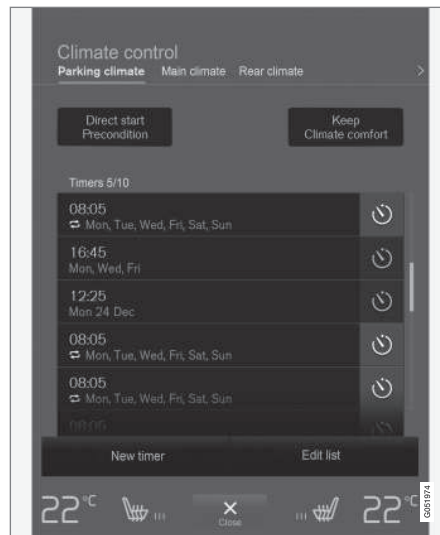 Climate control
Parking climate Main climate Rear climate
Direct start
Precondition
Keep
Climate comfort
Timers 5/10
08:05
Mon, Tue, Wed, Fri, Sat, Sun
16:45
Mon, Wed, Fri
12:25
Mon 24 Dec
08:05
Mon, Tue, Wed, Fri, Sat, Sun
08:05
Mon, Tue, Wed, Fri, Sat, Sun
08:05
New timer Edit list
22°C 22°C
Close
G051974